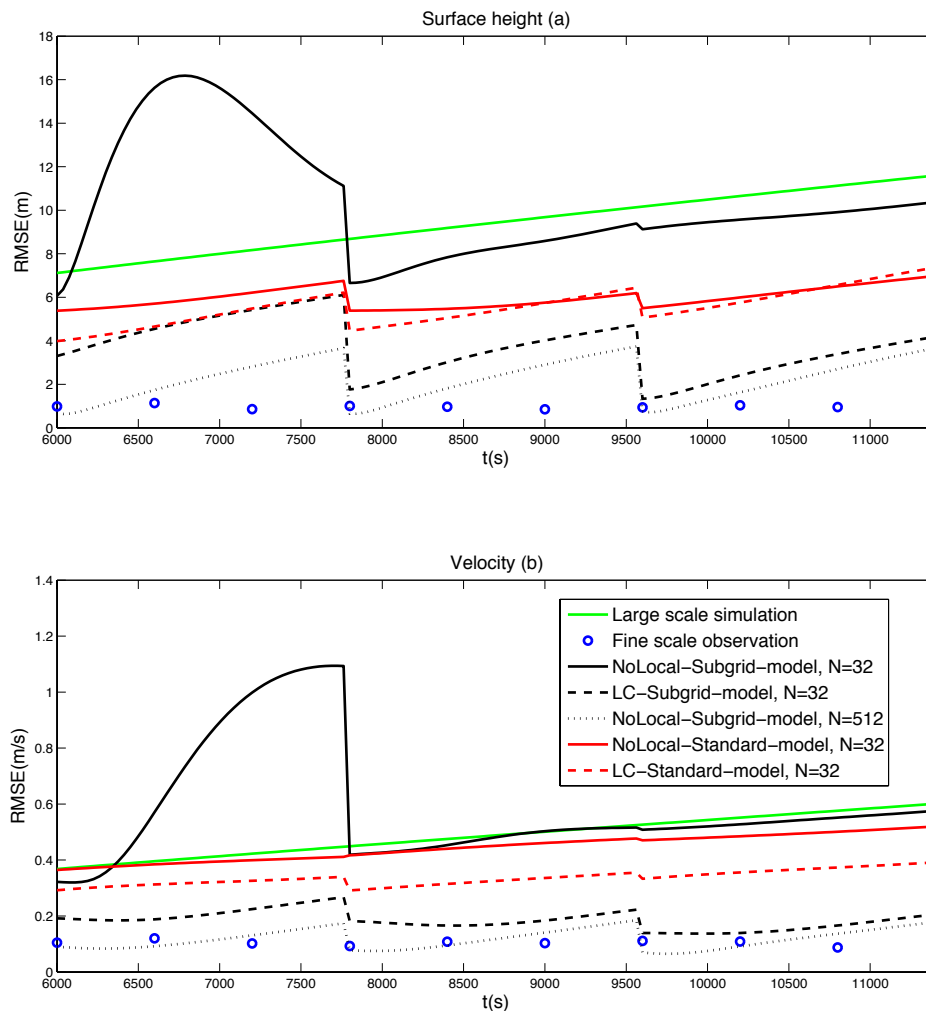 Surface height (a)
18
16
14
12
10
8
6
4
2
0
RMSE(m)
6000 6500 7000 7500 8000 8500 9000 9500 10000 10500 11000
t(s)
Velocity (b)
1.4
1.2
1
0.8
0.6
0.4
0.2
0
RMSE(m/s)
Large scale simulation
Fine scale observation
NoLocal−Subgrid−model, N=32
LC−Subgrid−model, N=32
NoLocal−Subgrid−model, N=512
NoLocal−Standard−model, N=32
LC−Standard−model, N=32
6000 6500 7000 7500 8000 8500 9000 9500 10000 10500 11000
t(s)